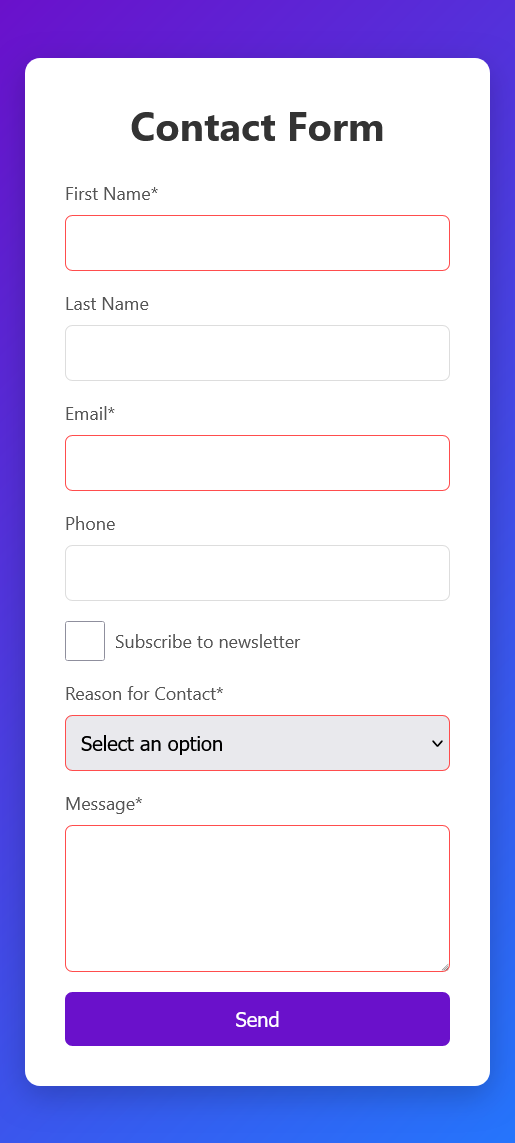 Contact Form
First Name*
Last Name
Email*
Phone
Subscribe to newsletter
Reason for Contact*
Select an option
Message*
Send